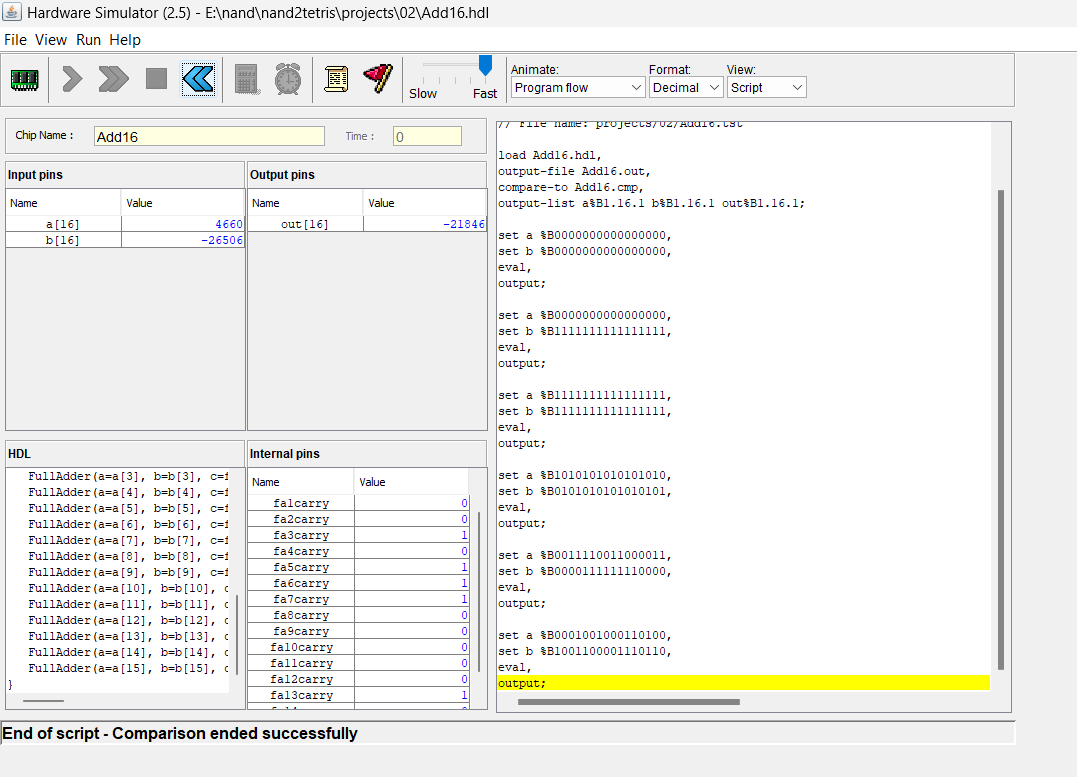 Hardware Simulator (2.5) - E:\nand\nand2tetris\projects\02\Add16.hdl
File View Run Help
Slow Fast
Animate: Format: View:
Program flow Decimal Script
Chip Name : Add16 Time : 0
Input pins
Name Value
a[16] 4660
b[16] -26506
Output pins
Name Value
out[16] -21846
HDL
FullAdder(a=a[3], b=b[3], c=f
FullAdder(a=a[4], b=b[4], c=f
FullAdder(a=a[5], b=b[5], c=f
FullAdder(a=a[6], b=b[6], c=f
FullAdder(a=a[7], b=b[7], c=f
FullAdder(a=a[8], b=b[8], c=f
FullAdder(a=a[9], b=b[9], c=f
FullAdder(a=a[10], b=b[10], c
FullAdder(a=a[11], b=b[11], c
FullAdder(a=a[12], b=b[12], c
FullAdder(a=a[13], b=b[13], c
FullAdder(a=a[14], b=b[14], c
FullAdder(a=a[15], b=b[15], c
}
Internal pins
Name Value
fa1carry 0
fa2carry 0
fa3carry 1
fa4carry 0
fa5carry 1
fa6carry 1
fa7carry 1
fa8carry 0
fa9carry 0
fa10carry 0
fa11carry 0
fa12carry 0
fa13carry 1
// File name: projects/02/Add16.tst
load Add16.hdl,
output-file Add16.out,
compare-to Add16.cmp,
output-list a%B1.16.1 b%B1.16.1 out%B1.16.1;
set a %B0000000000000000,
set b %B0000000000000000,
eval,
output;
set a %B0000000000000000,
set b %B1111111111111111,
eval,
output;
set a %B1111111111111111,
set b %B1111111111111111,
eval,
output;
set a %B1010101010101010,
set b %B0101010101010101,
eval,
output;
set a %B0011110011000011,
set b %B0000111111110000,
eval,
output;
set a %B0001001000110100,
set b %B1001100001110110,
eval,
output;
End of script - Comparison ended successfully